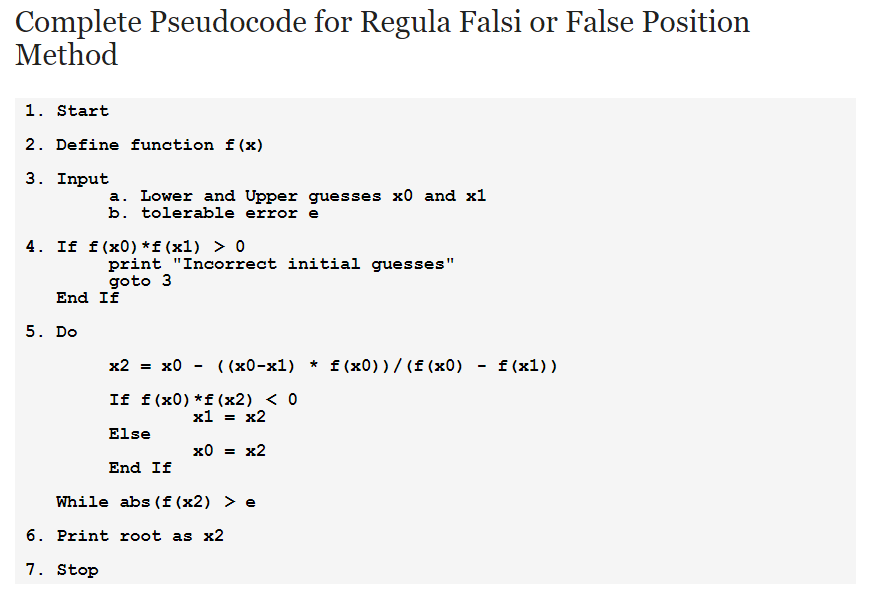 Complete Pseudocode for Regula Falsi or False Position
Method
1. Start
2. Define function f(x)
3. Input
a. Lower and Upper guesses x0 and x1
b. tolerable error e
4. If f(x0)*f(x1) > 0
print "Incorrect initial guesses"
goto 3
End If
5. Do
x2 = x0 - ((x0-x1) * f(x0))/(f(x0) - f(x1))
If f(x0)*f(x2) < 0
x1 = x2
Else
x0 = x2
End If
While abs(f(x2) > e
6. Print root as x2
7. Stop